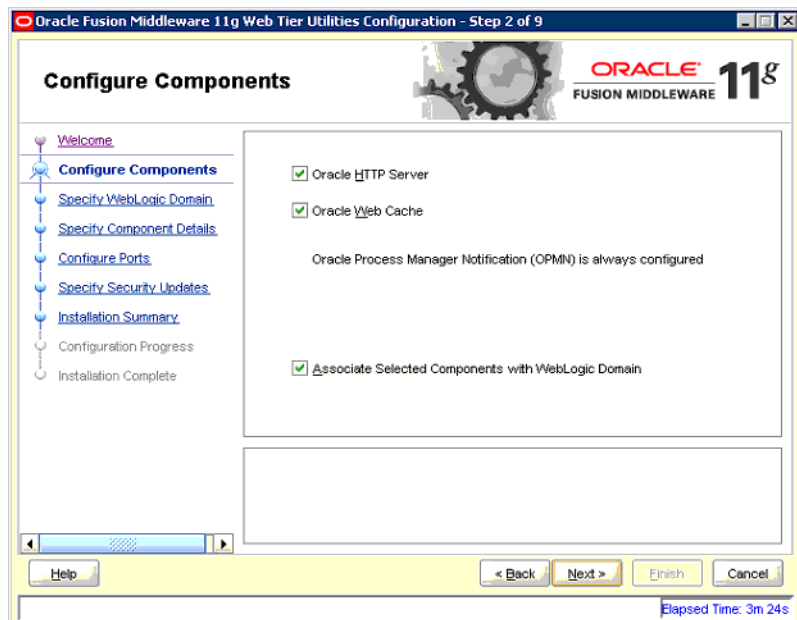 Oracle Fusion Middleware 11g Web Tier Utilities Configuration - Step 2 of 9
Configure Components
ORACLE
FUSION MIDDLEWARE
11g
Welcome
Configure Components
Specify WebLogic Domain
Specify Component Details
Configure Ports
Specify Security Updates
Installation Summary
Configuration Progress
Installation Complete
Oracle HTTP Server
Oracle Web Cache
Oracle Process Manager Notification (OPMN) is always configured
Associate Selected Components with WebLogic Domain
Help
< Back
Next >
Finish
Cancel
Elapsed Time: 3m 24s